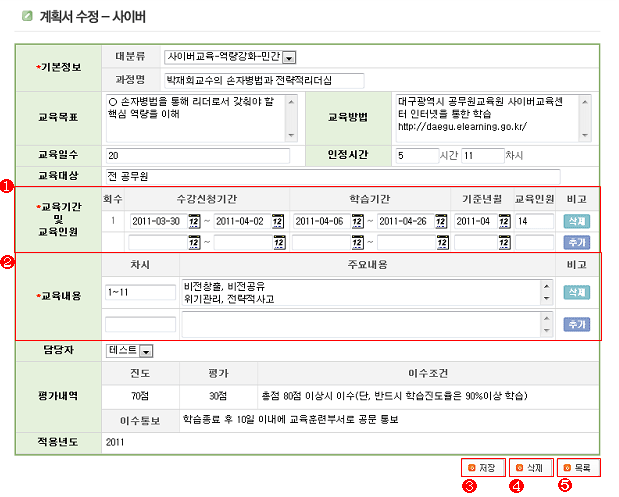 계획서 수정 - 사이버
*기본정보
대분류 사이버교육-역량강화-민간
과정명 박재희교수의 손자병법과 전략적리더십
교육목표
○ 손자병법을 통해 리더로서 갖춰야 할
핵심 역량을 이해
교육방법
대구광역시 공무원교육원 사이버교육센
터 인터넷을 통한 학습
http://daegu.elearning.go.kr/
교육일수 20 인정시간 5 시간 11 차시
교육대상 전 공무원
❶
*교육기간
및
교육인원
회수 수강신청기간 학습기간 기준년월 교육인원 비고
1 2011-03-30 12 ~ 2011-04-02 12 2011-04-06 12 ~ 2011-04-26 12 2011-04 12 14 삭제
12 ~ 12 12 ~ 12 12 추가
❷
*교육내용
차시 주요내용 비고
1~11
비전창출, 비전공유
위기관리, 전략적사고
삭제
추가
담당자 테스트
평가내역
진도 평가 이수조건
70점 30점 총점 80점 이상시 이수(단, 반드시 학습진도율은 90%이상 학습)
이수통보 학습종료 후 10일 이내에 교육훈련부서로 공문 통보
적용년도 2011
저장 삭제 목록
❸ ❹ ❺